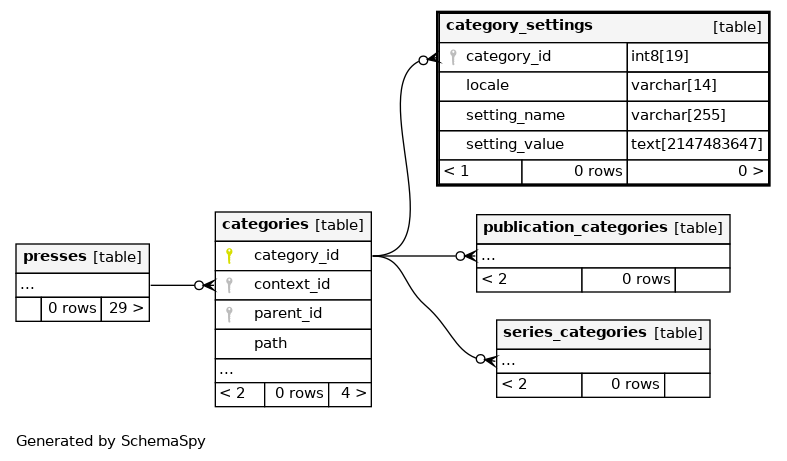 category_settings [table]
category_id int8[19]
locale varchar[14]
setting_name varchar[255]
setting_value text[2147483647]
< 1 0 rows 0 >
categories [table]
category_id
context_id
parent_id
path
...
< 2 0 rows 4 >
publication_categories [table]
...
< 2 0 rows
presses [table]
...
0 rows 29 >
series_categories [table]
...
< 2 0 rows
Generated by SchemaSpy